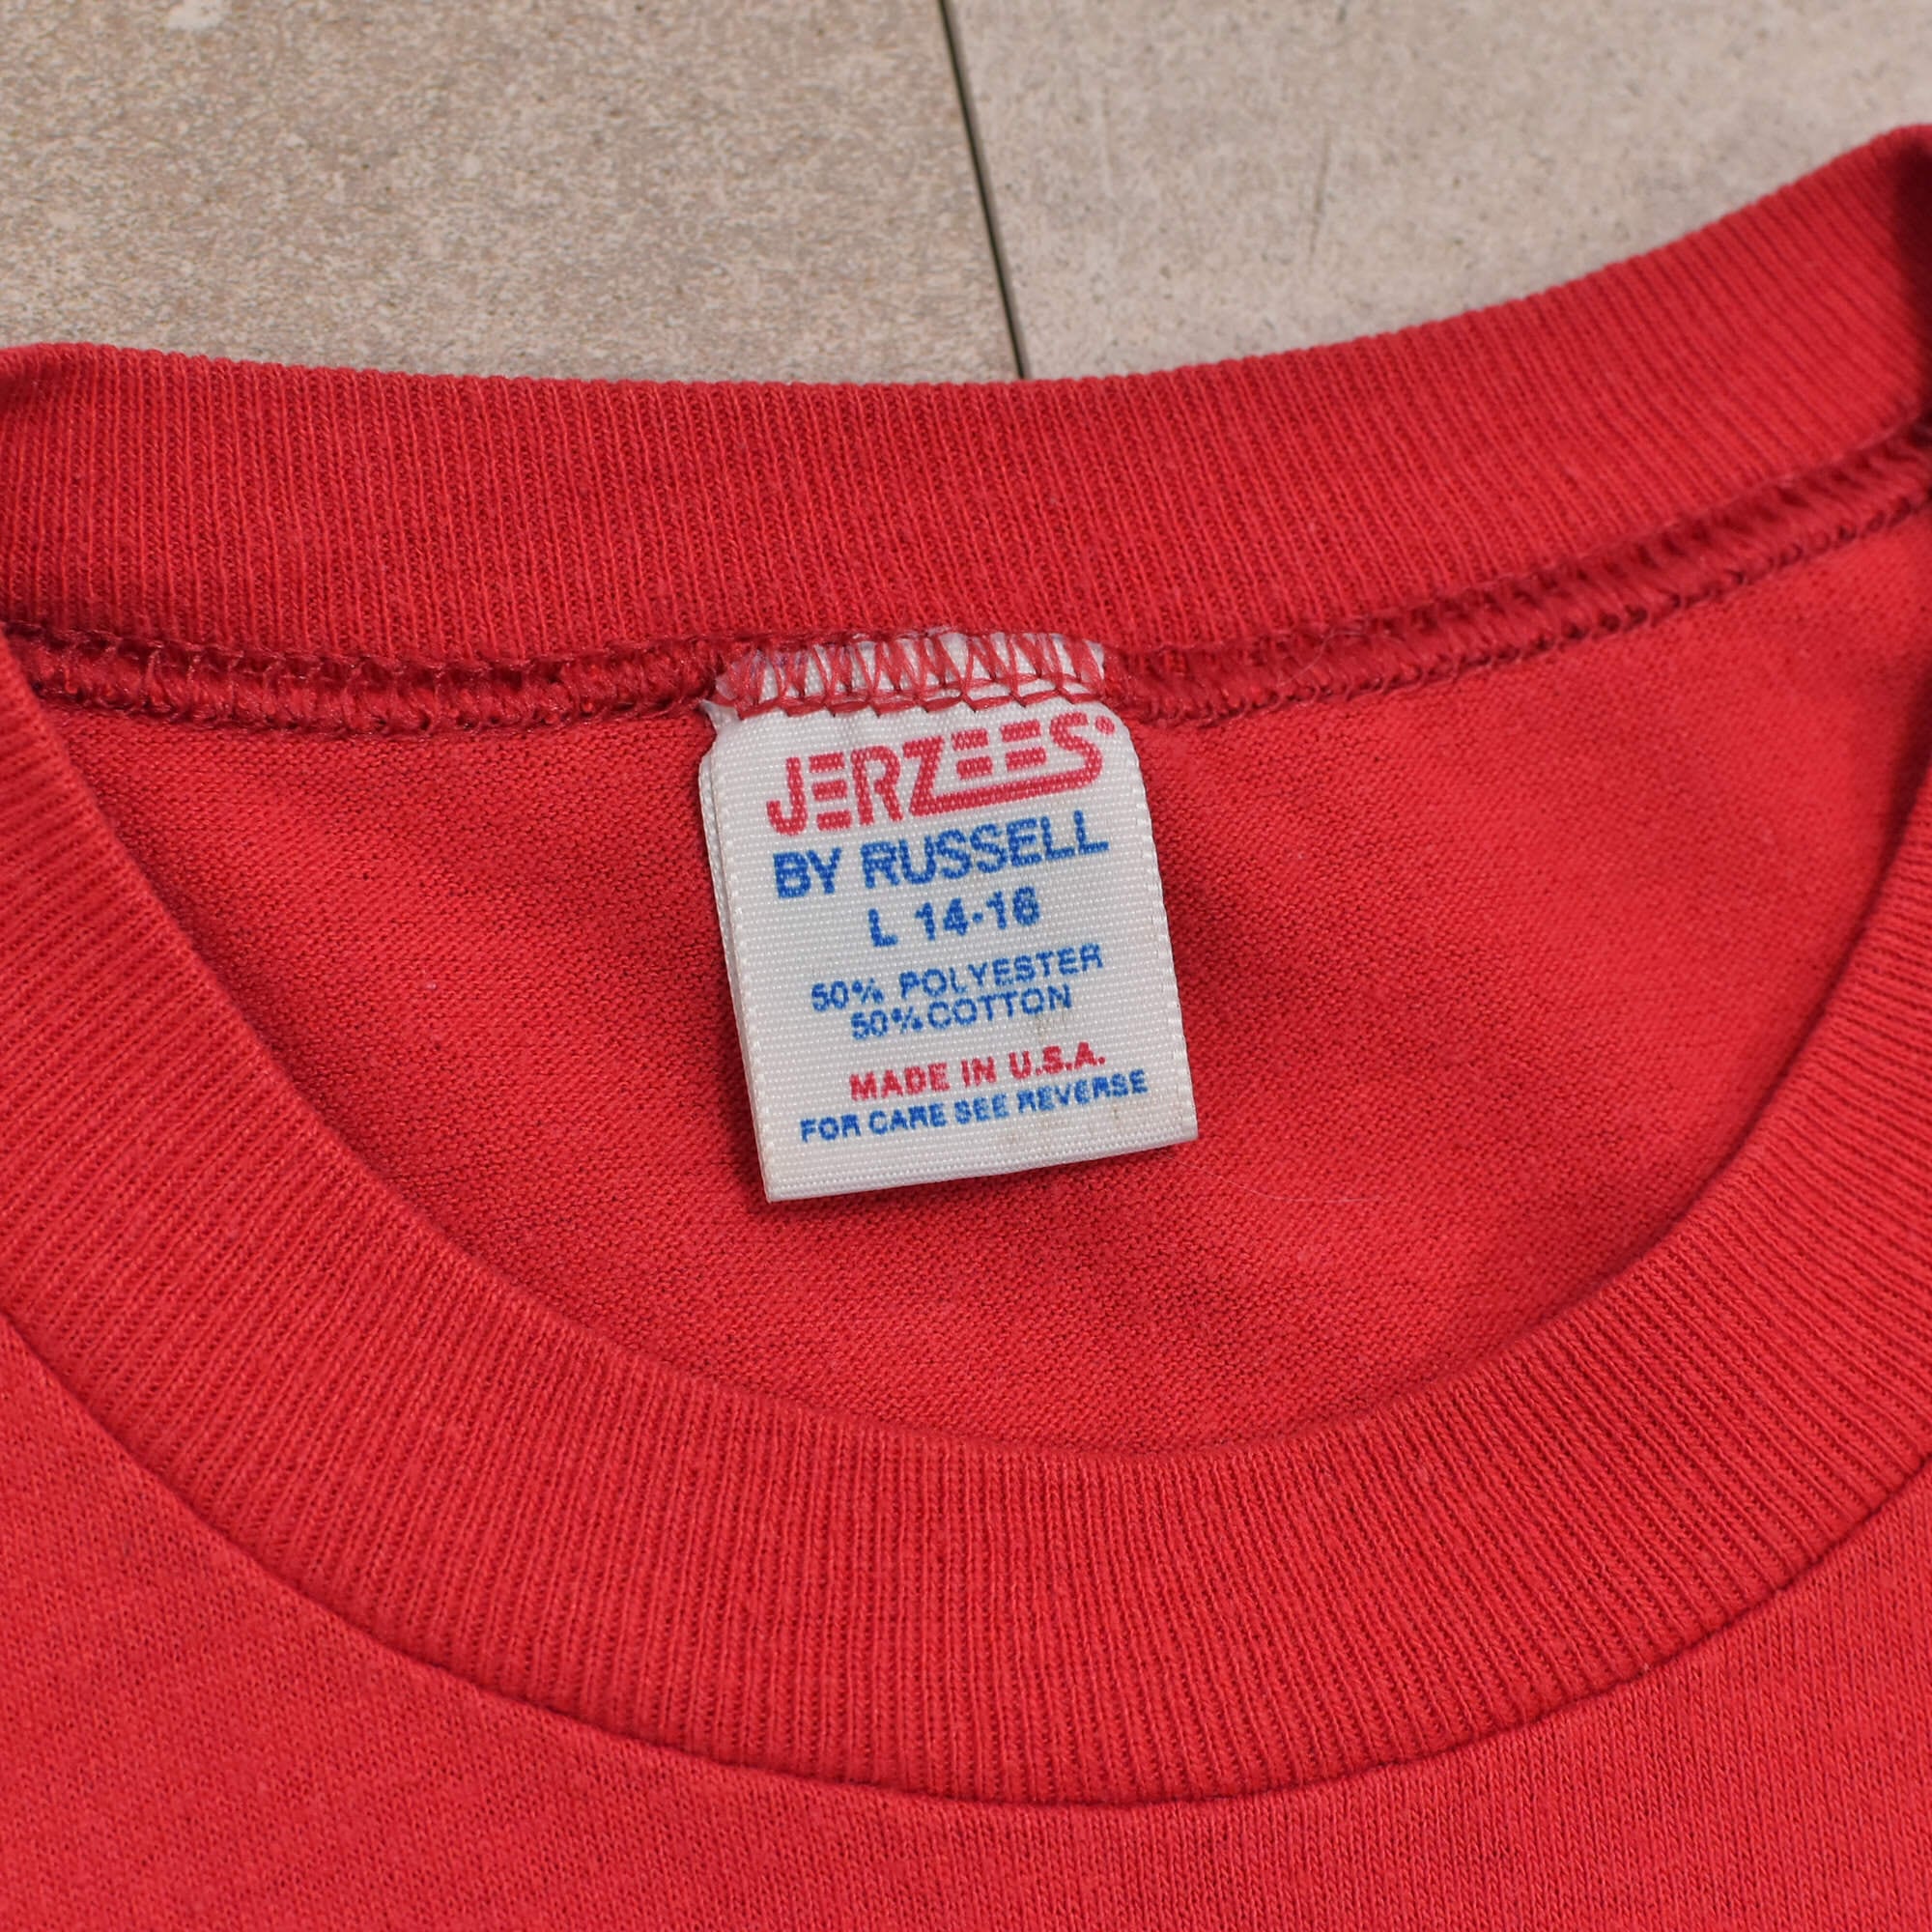 JERZEES
BY RUSSELL
L 14-16
50% POLYESTER
50% COTTON
MADE IN U.S.A.
FOR CARE SEE REVERSE